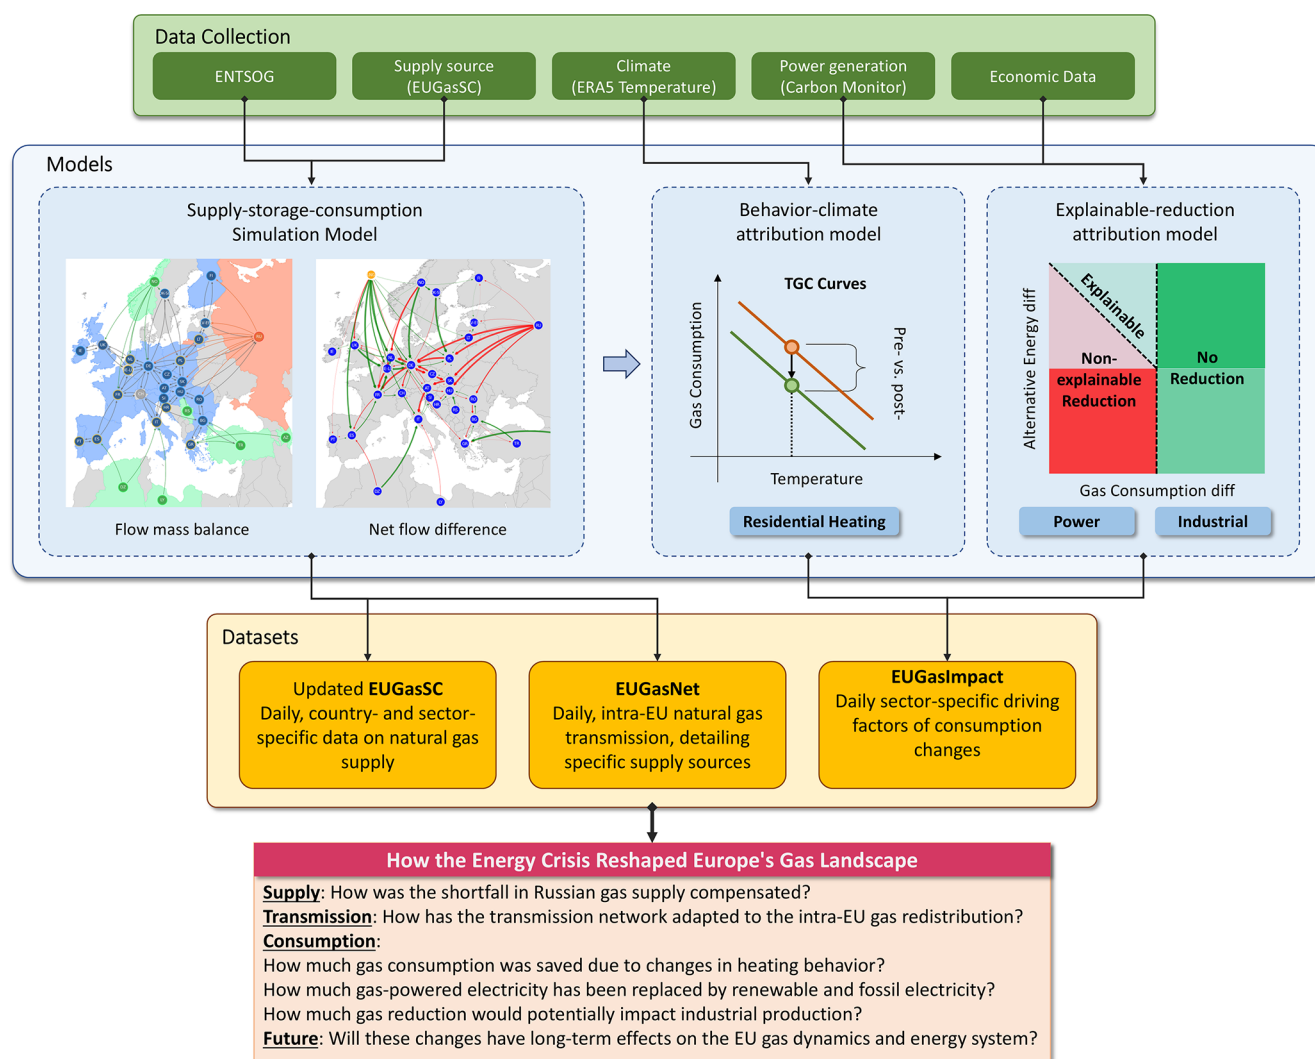 Data Collection
ENTSOG
Supply source
(EUGasSC)
Climate
(ERA5 Temperature)
Power generation
(Carbon Monitor)
Economic Data
Models
Supply-storage-consumption
Simulation Model
Flow mass balance
Net flow difference
Behavior-climate
attribution model
TGC Curves
Gas Consumption
Pre- vs. post-
Temperature
Residential Heating
Explainable-reduction
attribution model
Alternative Energy diff
Explainable
Non-
explainable
Reduction
No
Reduction
Gas Consumption diff
Power
Industrial
Datasets
Updated EUGasSC
Daily, country- and sector-
specific data on natural gas
supply
EUGasNet
Daily, intra-EU natural gas
transmission, detailing
specific supply sources
EUGasImpact
Daily sector-specific driving
factors of consumption
changes
How the Energy Crisis Reshaped Europe's Gas Landscape
Supply: How was the shortfall in Russian gas supply compensated?
Transmission: How has the transmission network adapted to the intra-EU gas redistribution?
Consumption:
How much gas consumption was saved due to changes in heating behavior?
How much gas-powered electricity has been replaced by renewable and fossil electricity?
How much gas reduction would potentially impact industrial production?
Future: Will these changes have long-term effects on the EU gas dynamics and energy system?